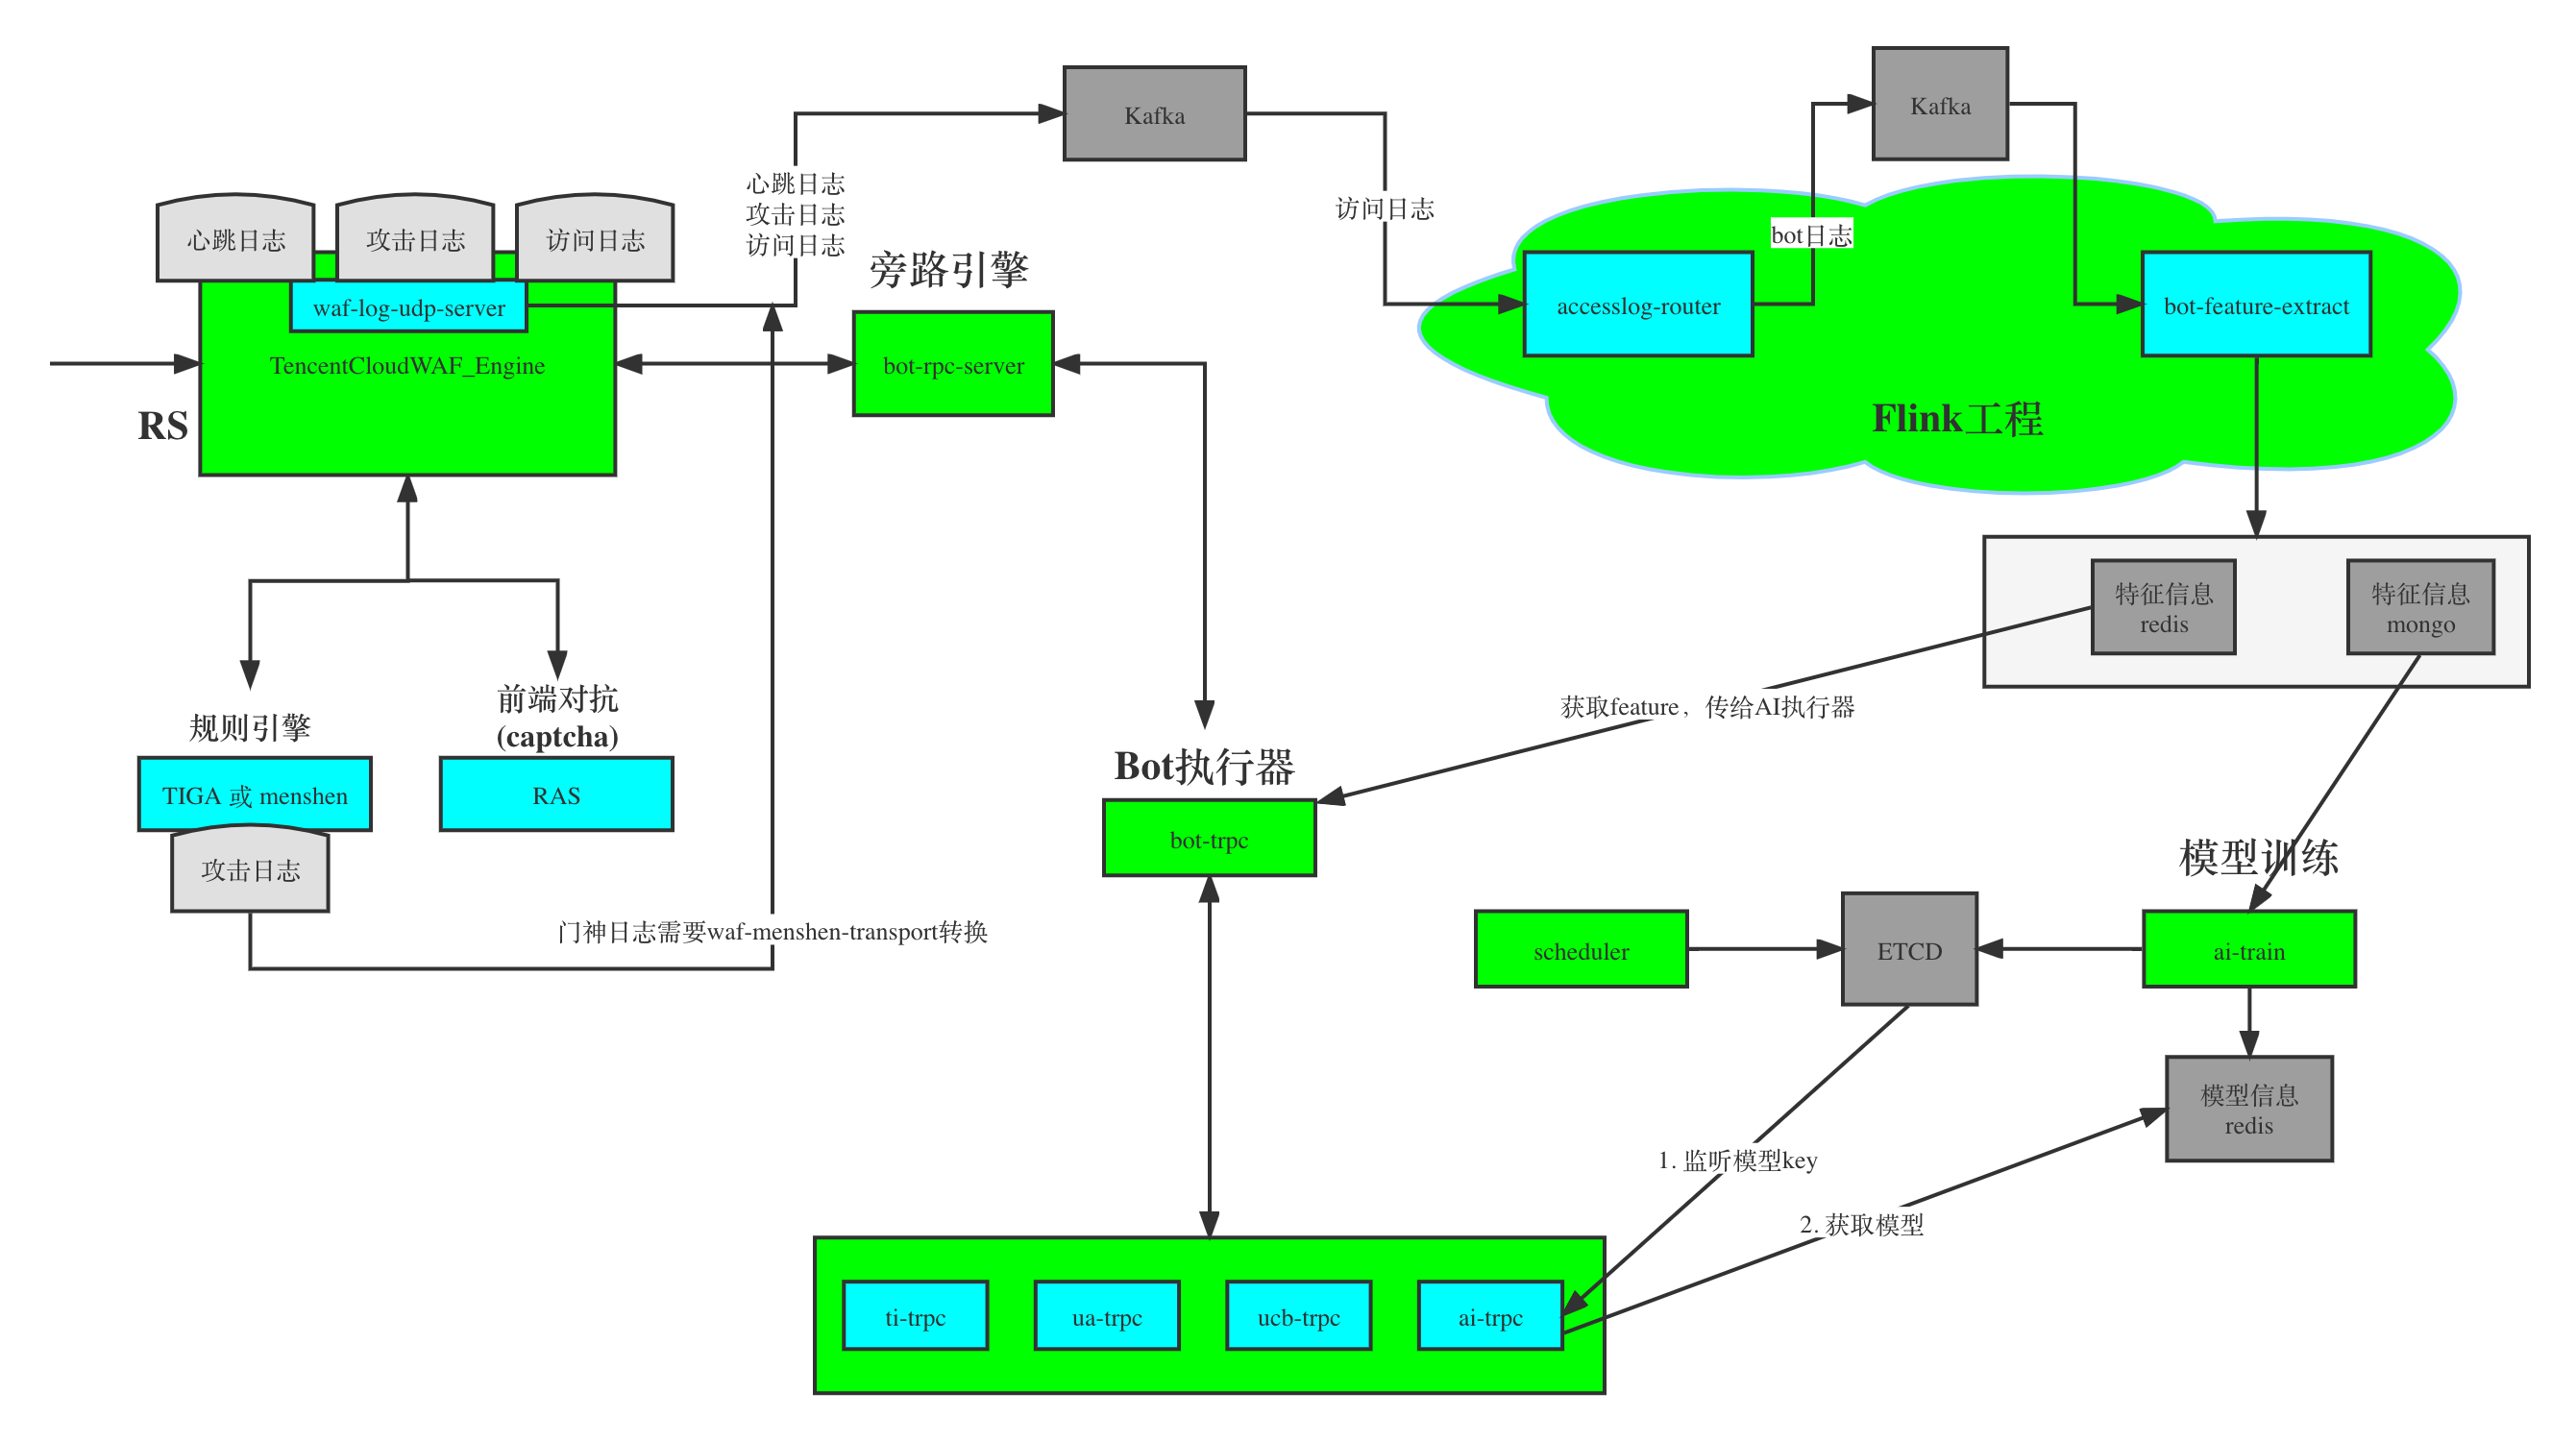 Kafka
Kafka
心跳日志
攻击日志
访问日志
访问日志
心跳日志
攻击日志
访问日志
bot日志
旁路引擎
waf-log-udp-server
accesslog-router
bot-feature-extract
TencentCloudWAF_Engine
bot-rpc-server
RS
Flink工程
特征信息
redis
特征信息
mongo
前端对抗
(captcha)
规则引擎
获取feature，传给AI执行器
Bot执行器
TIGA 或 menshen
RAS
bot-trpc
攻击日志
模型训练
门神日志需要waf-menshen-transport转换
scheduler
ETCD
ai-train
模型信息
redis
1. 监听模型key
2. 获取模型
ti-trpc
ua-trpc
ucb-trpc
ai-trpc